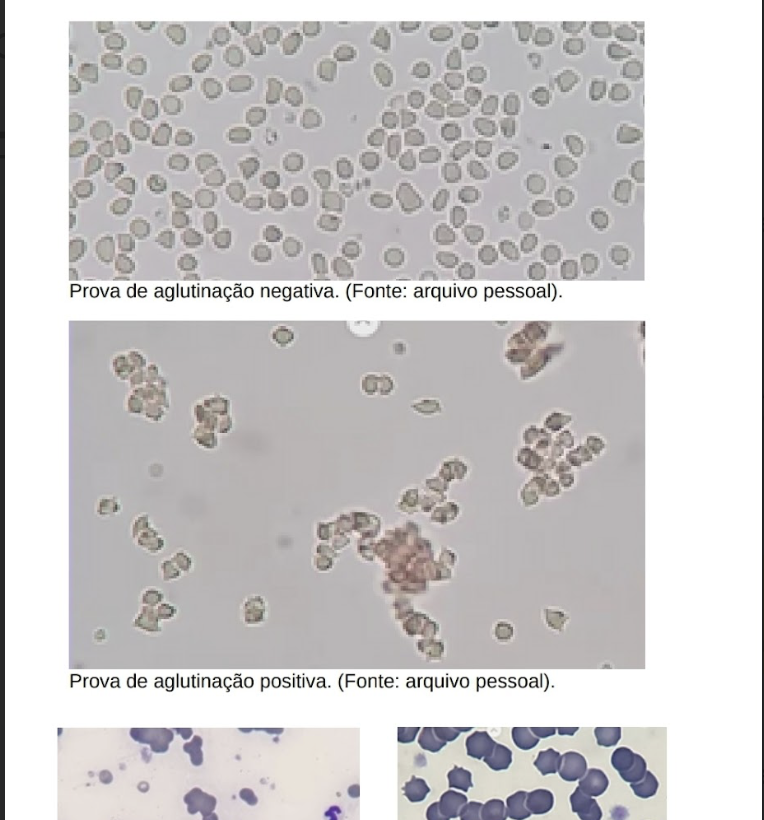 Prova de aglutinação negativa. (Fonte: arquivo pessoal).
Prova de aglutinação positiva. (Fonte: arquivo pessoal).